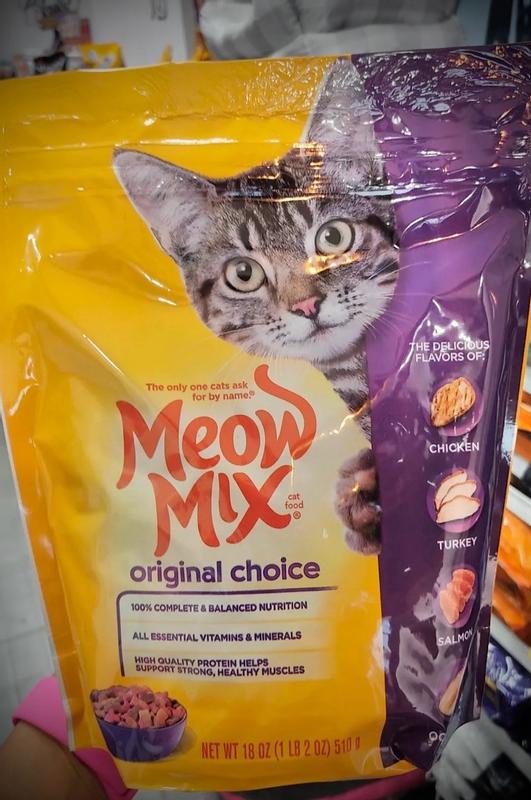 The only one cats ask
for by name.®
MeoW
MiX
cat
food
®
original choice
100% COMPLETE & BALANCED NUTRITION
ALL ESSENTIAL VITAMINS & MINERALS
HIGH QUALITY PROTEIN HELPS
SUPPORT STRONG, HEALTHY MUSCLES
NET WT 18 OZ (1 LB 2 OZ) 510 g
THE DELICIOUS
FLAVORS OF:
CHICKEN
TURKEY
SALMON